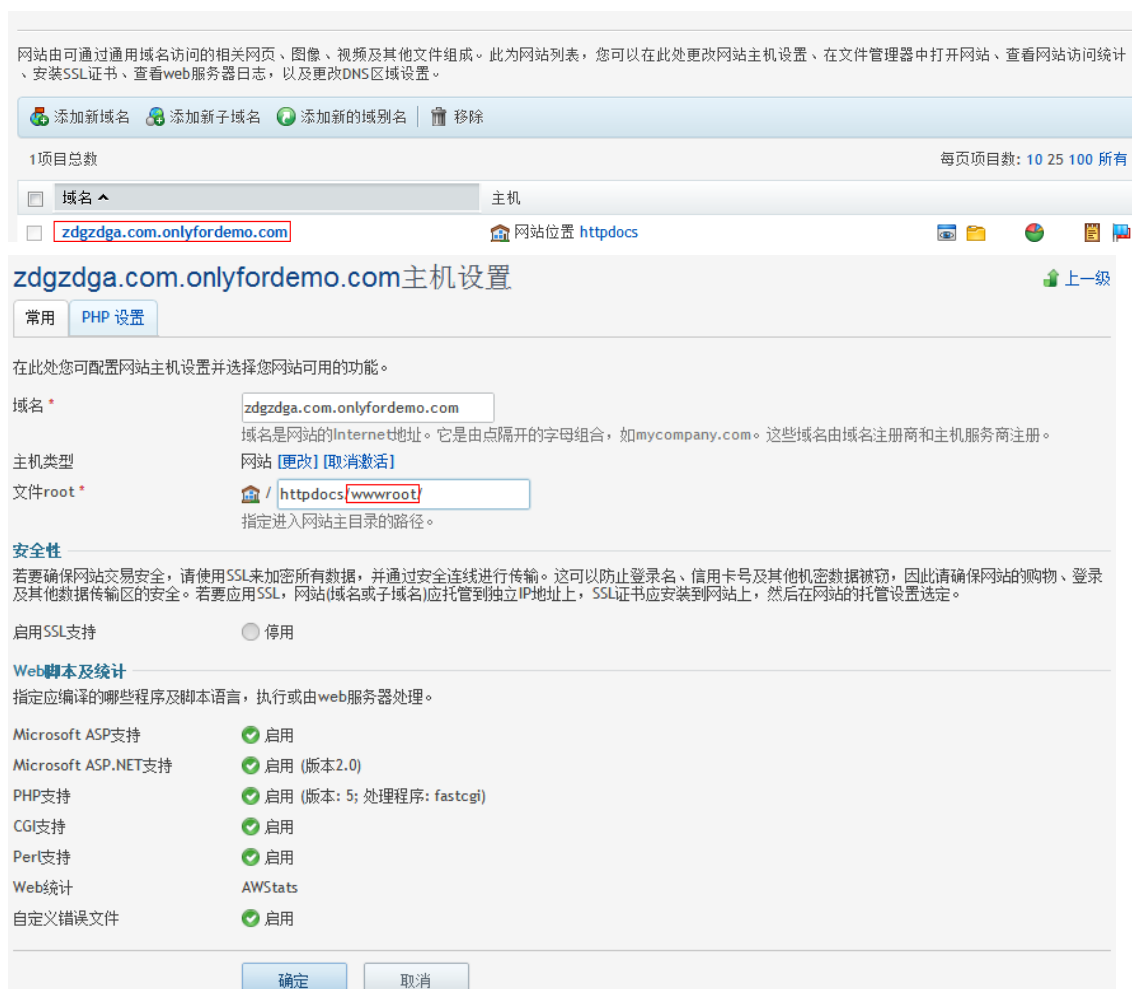 网站由可通过通用域名访问的相关网页、图像、视频及其他文件组成。此为网站列表，您可以在此处更改网站主机设置、在文件管理器中打开网站、查看网站访问统计
、安装SSL证书、查看web服务器日志，以及更改DNS区域设置。
添加新域名 添加新子域名 添加新的域别名 移除
1项目总数 每页项目数: 10 25 100 所有
域名 主机
zdgzdga.com.onlyfordemo.com 网站位置 httpdocs
zdgzdga.com.onlyfordemo.com主机设置 上一级
常用 PHP 设置
在此处您可配置网站主机设置并选择您网站可用的功能。
域名 * zdgzdga.com.onlyfordemo.com
域名是网站的Internet地址。它是由点隔开的字母组合，如mycompany.com。这些域名由域名注册商和主机服务商注册。
主机类型 网站 [更改] [取消激活]
文件root * / httpdocs/wwwroot/
指定进入网站主目录的路径。
安全性
若要确保网站交易安全，请使用SSL来加密所有数据，并通过安全连线进行传输。这可以防止登录名、信用卡号及其他机密数据被窃，因此请确保网站的购物、登录
及其他数据传输区的安全。若要应用SSL，网站(域名或子域名)应托管到独立IP地址上，SSL证书应安装到网站上，然后在网站的托管设置选定。
启用SSL支持 停用
Web脚本及统计
指定应编译的哪些程序及脚本语言，执行或由web服务器处理。
Microsoft ASP支持 启用
Microsoft ASP.NET支持 启用 (版本2.0)
PHP支持 启用 (版本: 5; 处理程序: fastcgi)
CGI支持 启用
Perl支持 启用
Web统计 AWStats
自定义错误文件 启用
确定 取消